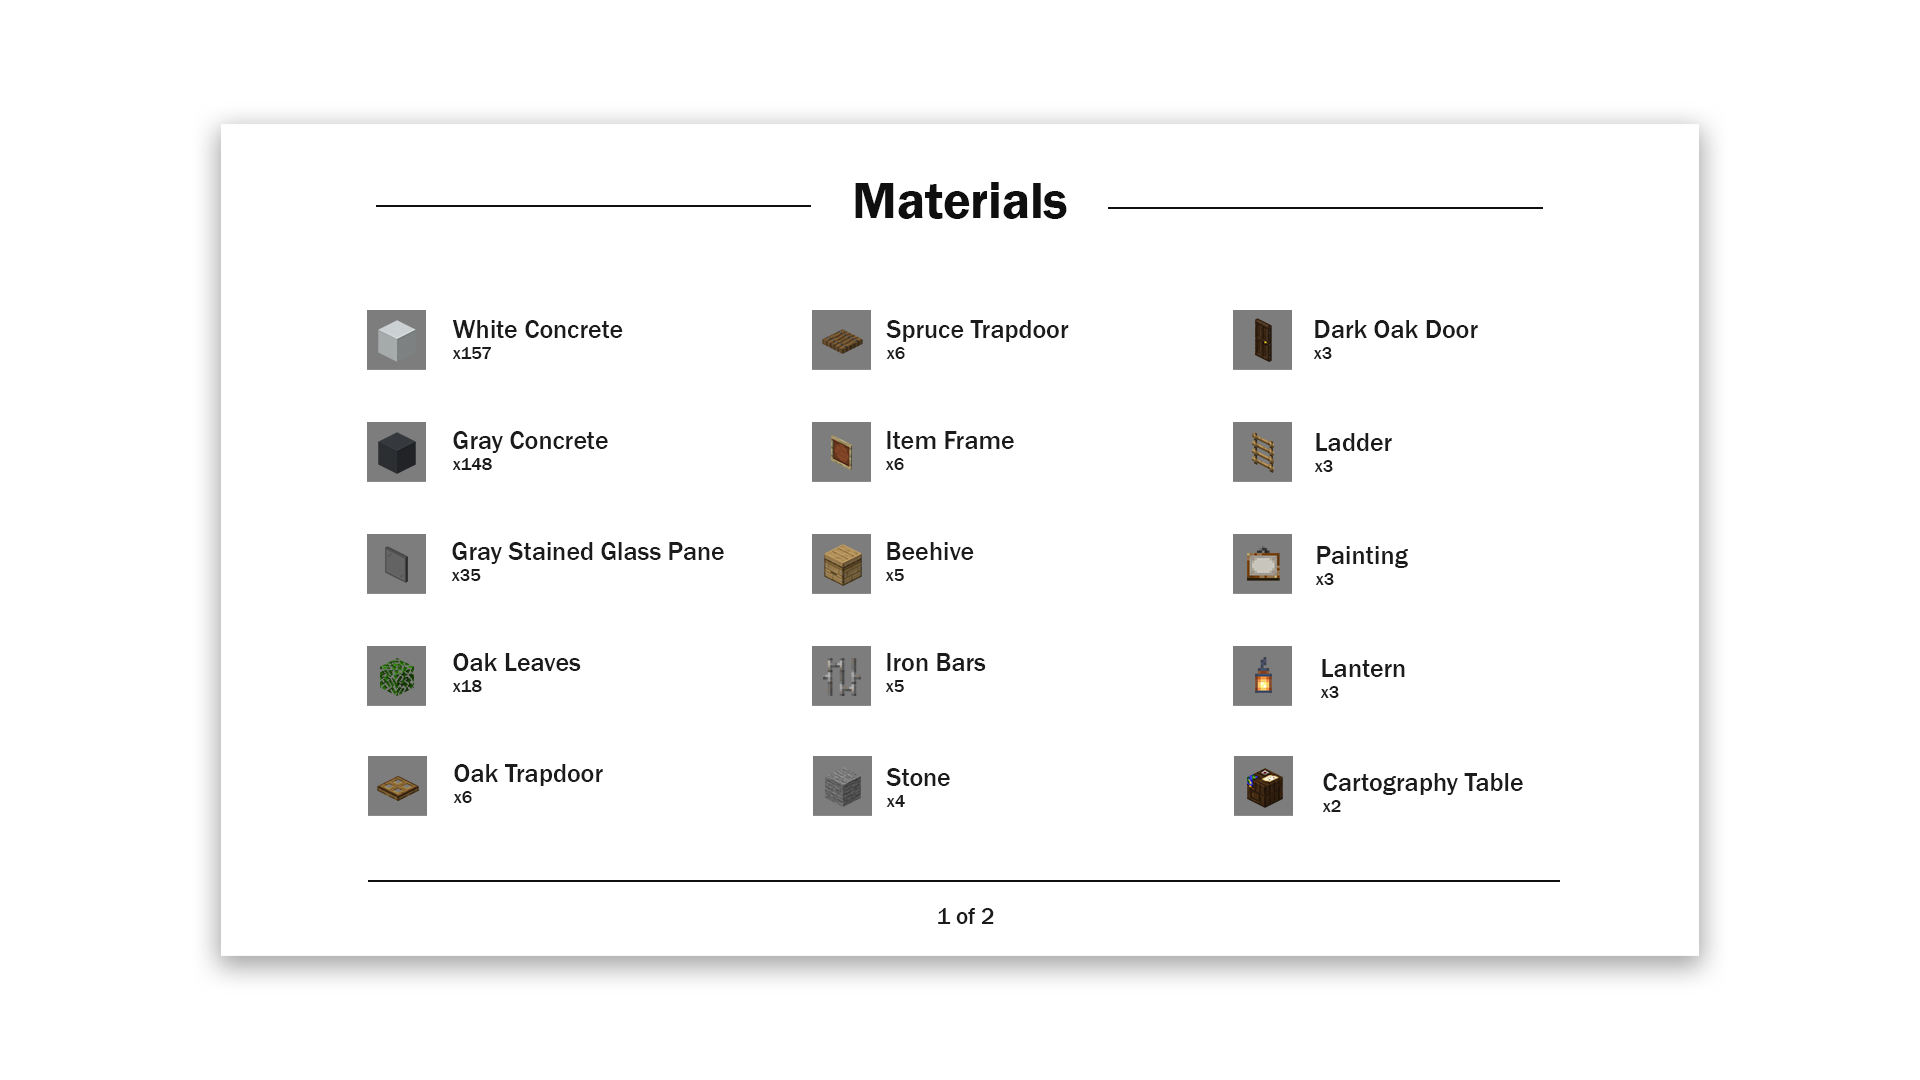 Materials
White Concrete
x157
Gray Concrete
x148
Gray Stained Glass Pane
x35
Oak Leaves
x18
Oak Trapdoor
x6
Spruce Trapdoor
x6
Item Frame
x6
Beehive
x5
Iron Bars
x5
Stone
x4
Dark Oak Door
x3
Ladder
x3
Painting
x3
Lantern
x3
Cartography Table
x2
1 of 2